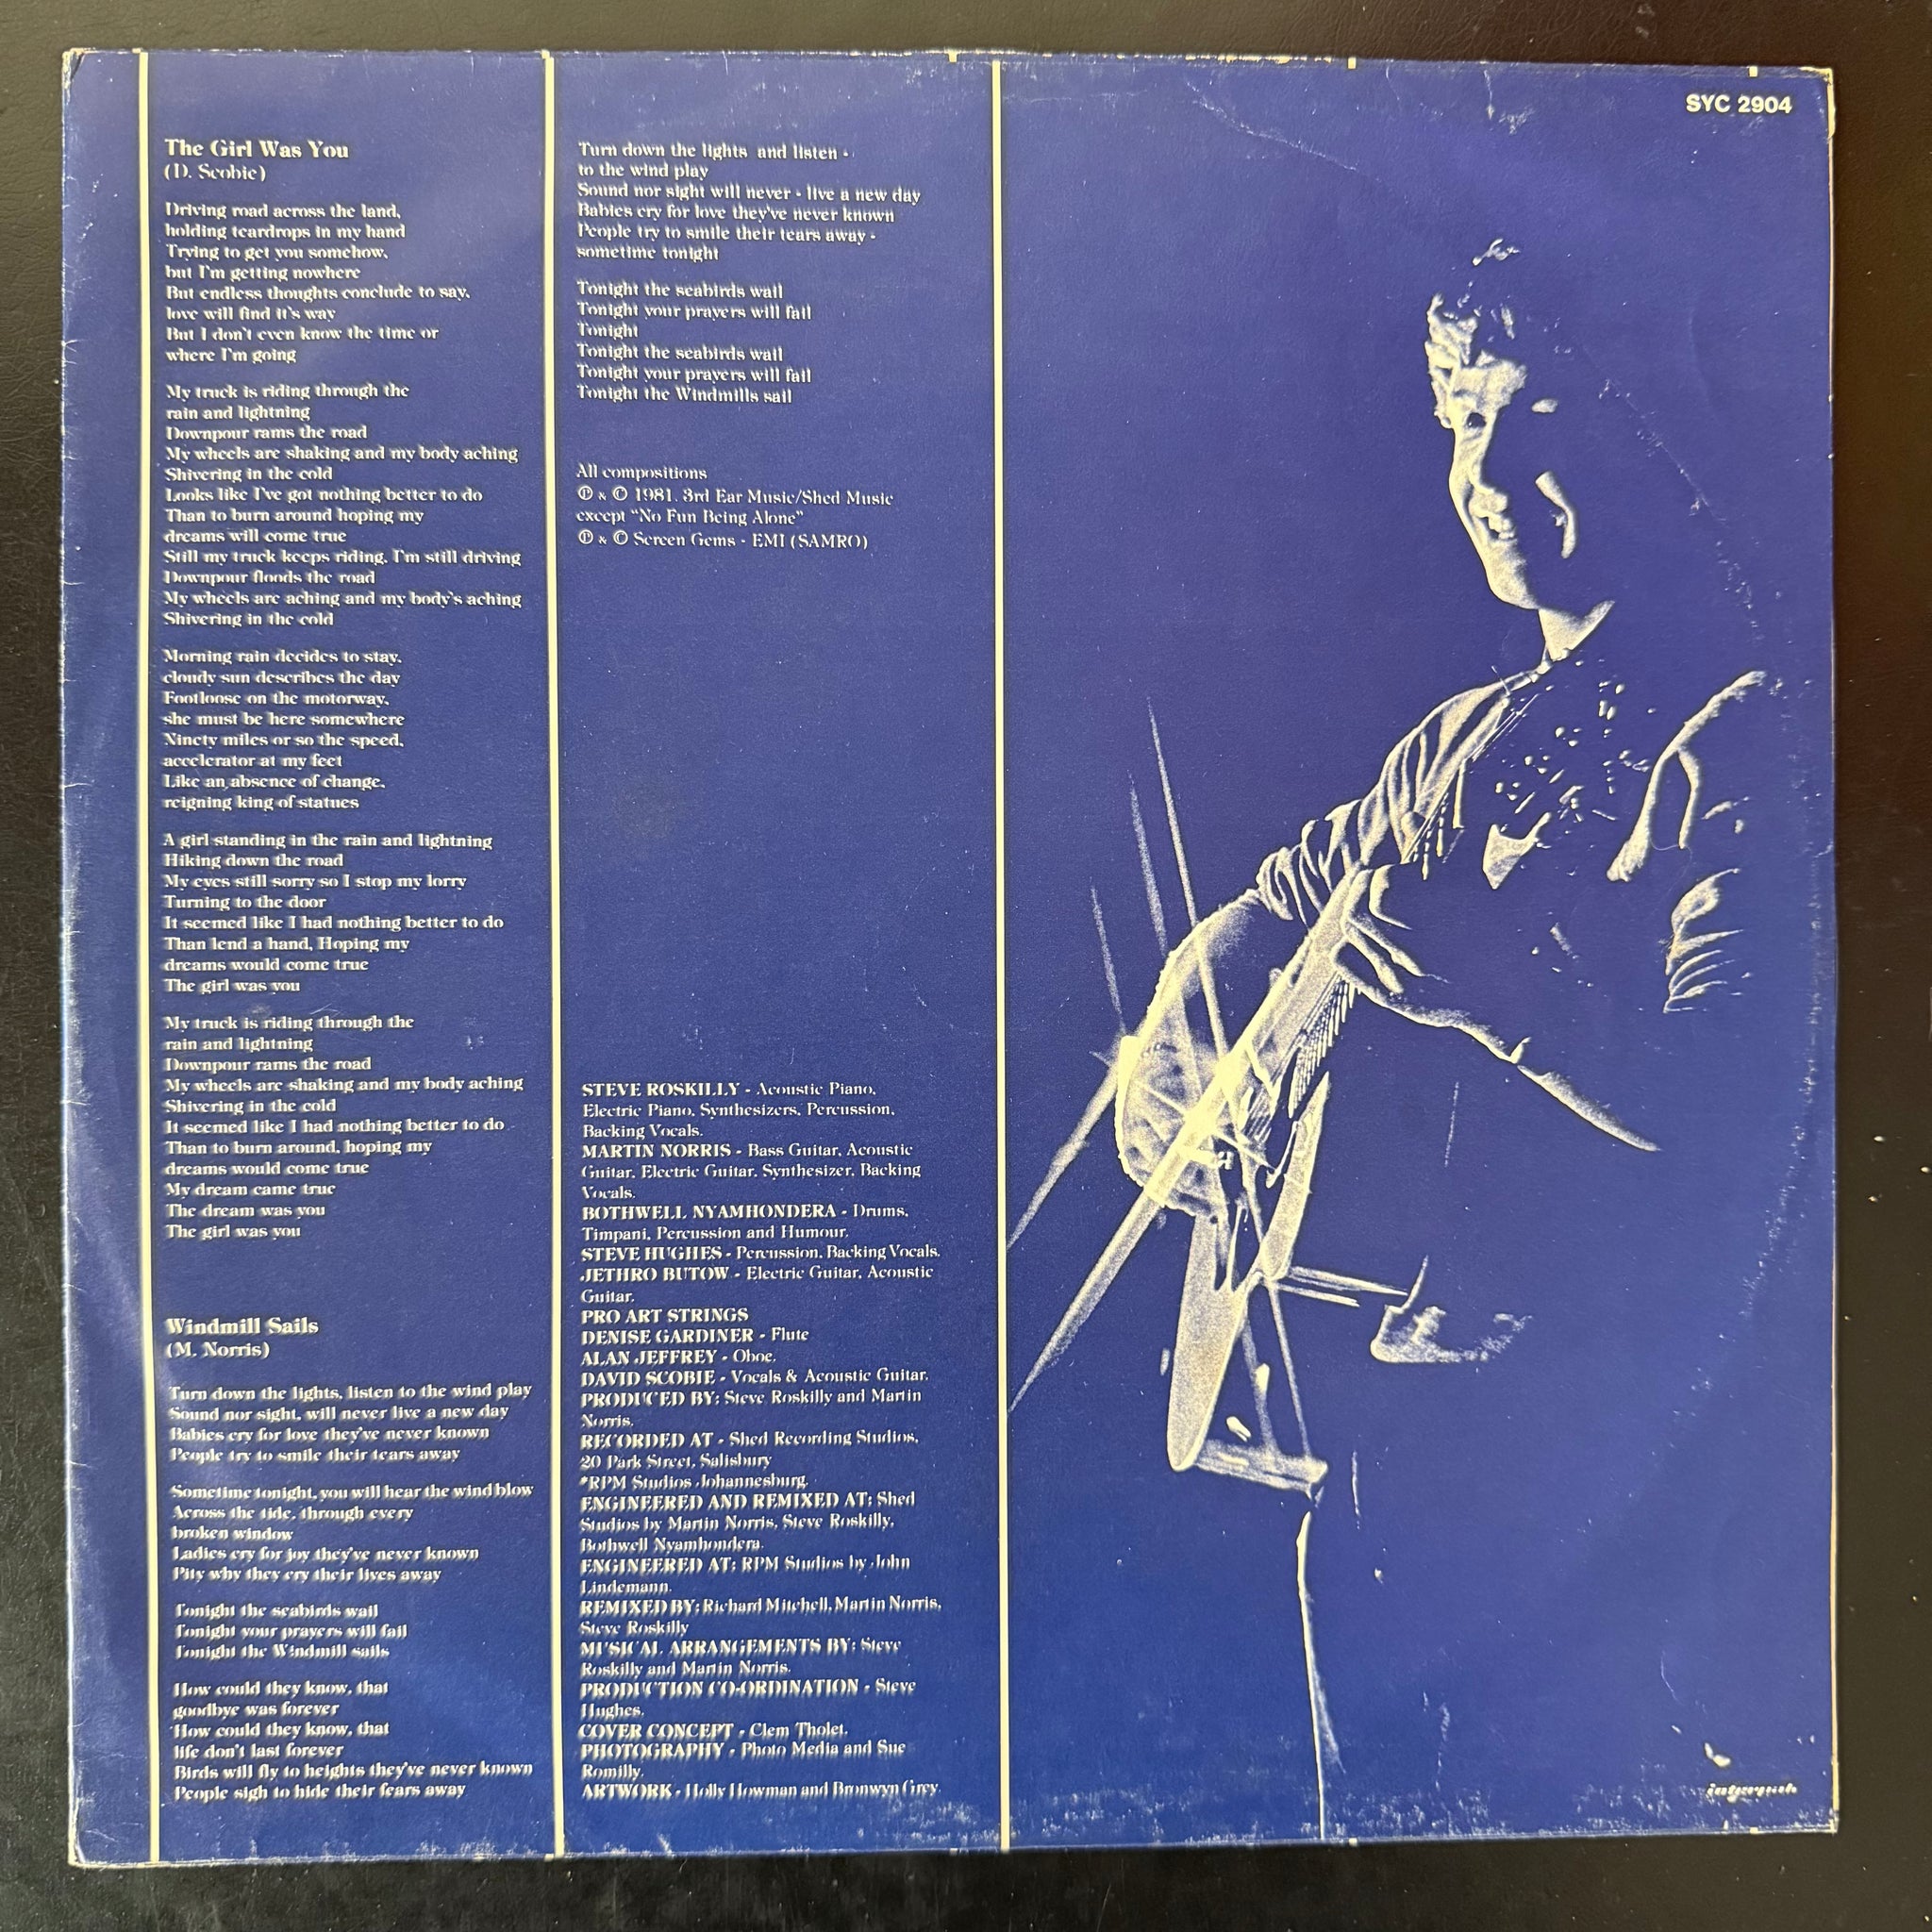 The Girl Was You
(D. Scobie)
Driving road across the land,
holding teardrops in my hand
Trying to get you somehow,
but I'm getting nowhere
But endless thoughts conclude to say,
love will find it's way
But I don't even know the time or
where I'm going
My truck is riding through the
rain and lightning
Downpour rams the road
My wheels are shaking and my body aching
Shivering in the cold
Looks like I've got nothing better to do
Than to burn around hoping my
dreams will come true
Still my truck keeps riding, I'm still driving
Downpour floods the road
My wheels are aching and my body's aching
Shivering in the cold
Morning rain decides to stay,
cloudy sun describes the day
Footloose on the motorway,
she must be here somewhere
Ninety miles or so the speed,
accelerator at my feet
Like an absence of change,
reigning king of statues
A girl standing in the rain and lightning
Hiking down the road
My eyes still sorry so I stop my lorry
Turning to the door
It seemed like I had nothing better to do
Than lend a hand, Hoping my
dreams would come true
The girl was you
My truck is riding through the
rain and lightning
Downpour rams the road
My wheels are shaking and my body aching
Shivering in the cold
It seemed like I had nothing better to do
Than to burn around, hoping my
dreams would come true
My dream came true
The dream was you
The girl was you
Windmill Sails
(M. Norris)
Turn down the lights, listen to the wind play
Sound nor sight, will never live a new day
Babies cry for love they've never known
People try to smile their tears away
Sometime tonight, you will hear the wind blow
Across the tide, through every
broken window
Ladies cry for joy they've never known
Pity why they cry their lives away
Tonight the seabirds wail
Tonight your prayers will fail
Tonight the Windmill sails
How could they know, that
goodbye was forever
How could they know, that
life don't last forever
Birds will fly to heights they've never known
People sigh to hide their fears away
Turn down the lights and listen -
to the wind play
Sound nor sight will never - live a new day
Babies cry for love they've never known
People try to smile their tears away -
sometime tonight
Tonight the seabirds wail
Tonight your prayers will fail
Tonight
Tonight the seabirds wail
Tonight your prayers will fail
Tonight the Windmills sail
All compositions
℗ & © 1981. 3rd Ear Music/Shed Music
except "No Fun Being Alone"
℗ & © Screen Gems - EMI (SAMRO)
STEVE ROSKILLY - Acoustic Piano,
Electric Piano, Synthesizers, Percussion,
Backing Vocals.
MARTIN NORRIS - Bass Guitar, Acoustic
Guitar, Electric Guitar, Synthesizer, Backing
Vocals.
BOTHWELL NYAMHONDERA - Drums,
Timpani, Percussion and Humour.
STEVE HUGHES - Percussion, Backing Vocals.
JETHRO BUTOW - Electric Guitar, Acoustic
Guitar.
PRO ART STRINGS
DENISE GARDINER - Flute
ALAN JEFFREY - Oboe.
DAVID SCOBIE - Vocals & Acoustic Guitar.
PRODUCED BY: Steve Roskilly and Martin
Norris.
RECORDED AT - Shed Recording Studios,
20 Park Street, Salisbury
*RPM Studios Johannesburg.
ENGINEERED AND REMIXED AT: Shed
Studios by Martin Norris, Steve Roskilly,
Bothwell Nyamhondera.
ENGINEERED AT: RPM Studios by John
Lindemann.
REMIXED BY: Richard Mitchell, Martin Norris,
Steve Roskilly
MUSICAL ARRANGEMENTS BY: Steve
Roskilly and Martin Norris.
PRODUCTION CO-ORDINATION - Steve
Hughes.
COVER CONCEPT - Clem Tholet.
PHOTOGRAPHY - Photo Media and Sue
Romilly.
ARTWORK - Holly Howman and Bronwyn Grey.
SYC 2904